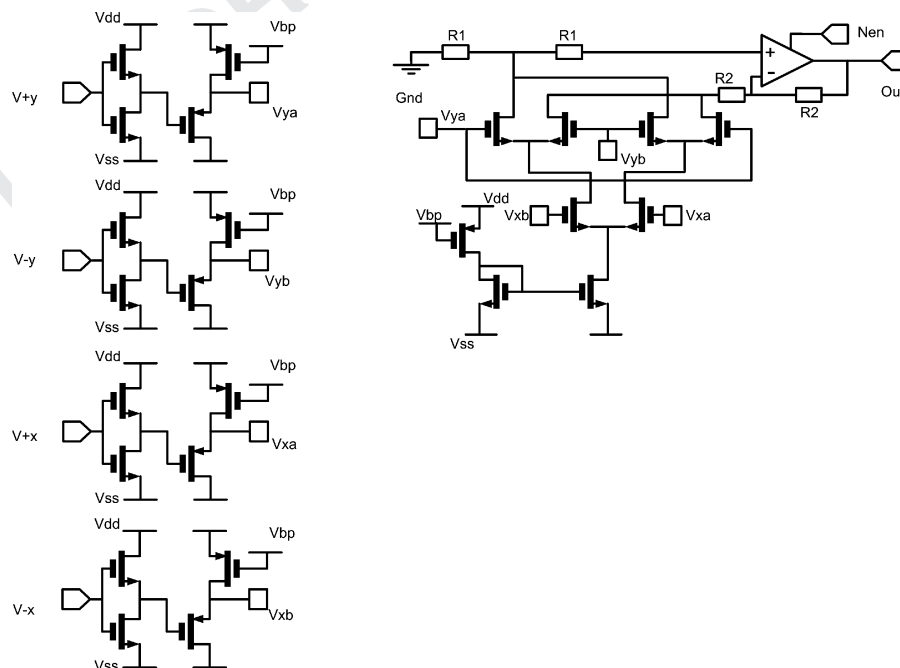 Vdd
Vbp
V+y
Vya
Vss
Vdd
Vbp
V-y
Vyb
Vss
Vdd
Vbp
V+x
Vxa
Vss
Vdd
Vbp
V-x
Vxb
Vss
R1
R1
Nen
+
-
R2
Ou
Gnd
R2
Vya
Vyb
Vdd
Vxb
Vxa
Vbp
Vss